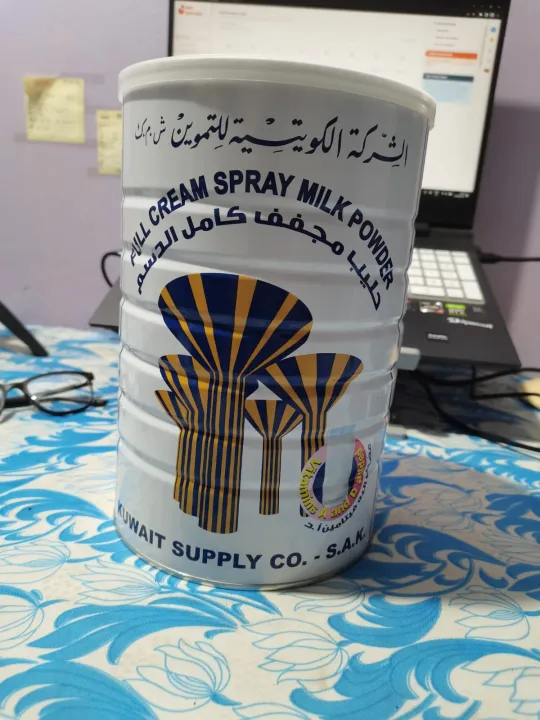 الشركة الكويتية للتموين ش.م.ك
FULL CREAM SPRAY MILK POWDER
حليب مجفف كامل الدسم
Vitamins A and D added
KUWAIT SUPPLY CO. - S.A.K.